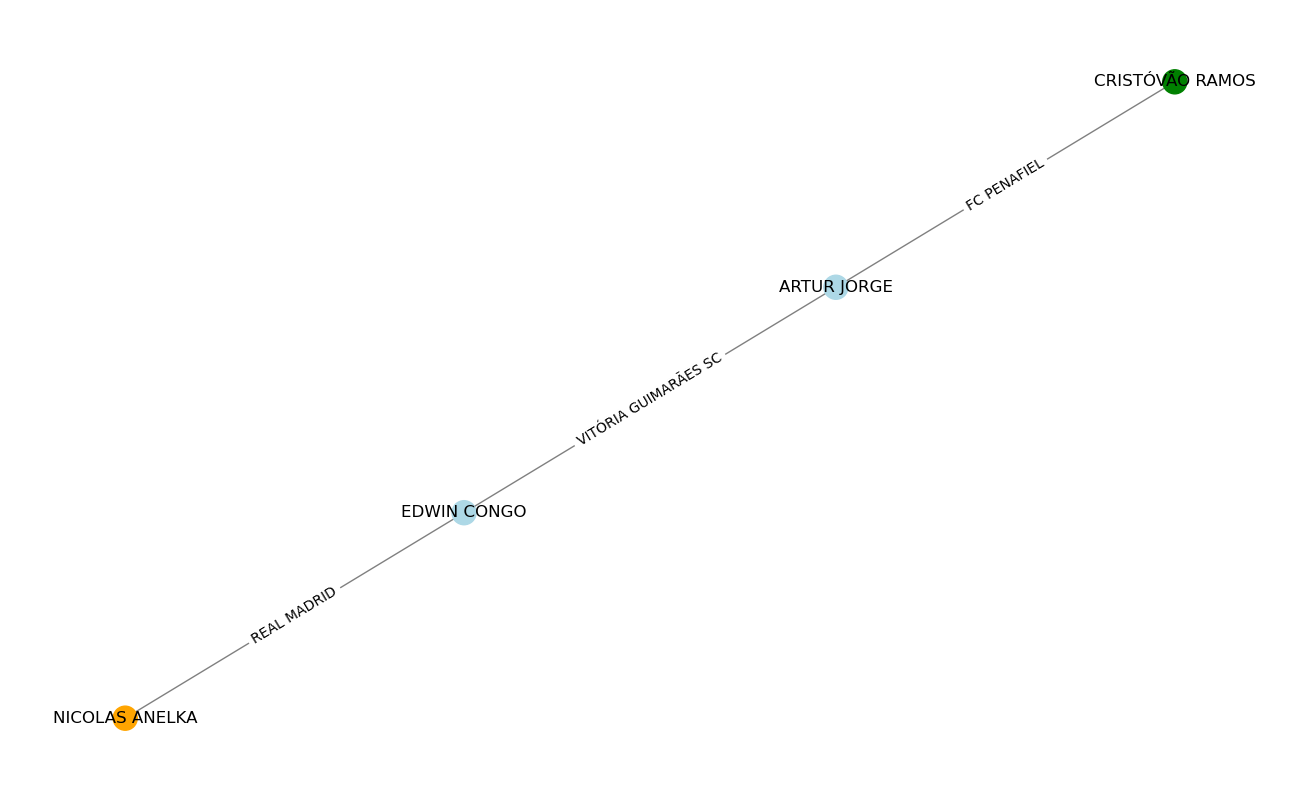 CRISTÓVÃO RAMOS
FC PENAFIEL
ARTUR JORGE
VITÓRIA GUIMARÃES SC
EDWIN CONGO
REAL MADRID
NICOLAS ANELKA